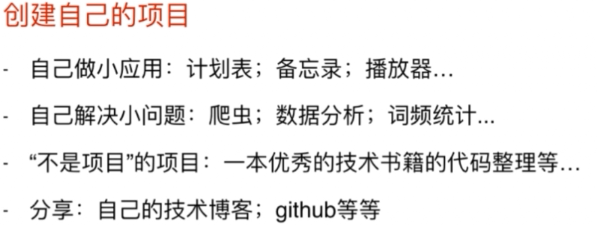 创建自己的项目
- 自己做小应用：计划表；备忘录；播放器…
- 自己解决小问题：爬虫；数据分析；词频统计...
- “不是项目”的项目：一本优秀的技术书籍的代码整理等…
- 分享：自己的技术博客；github等等